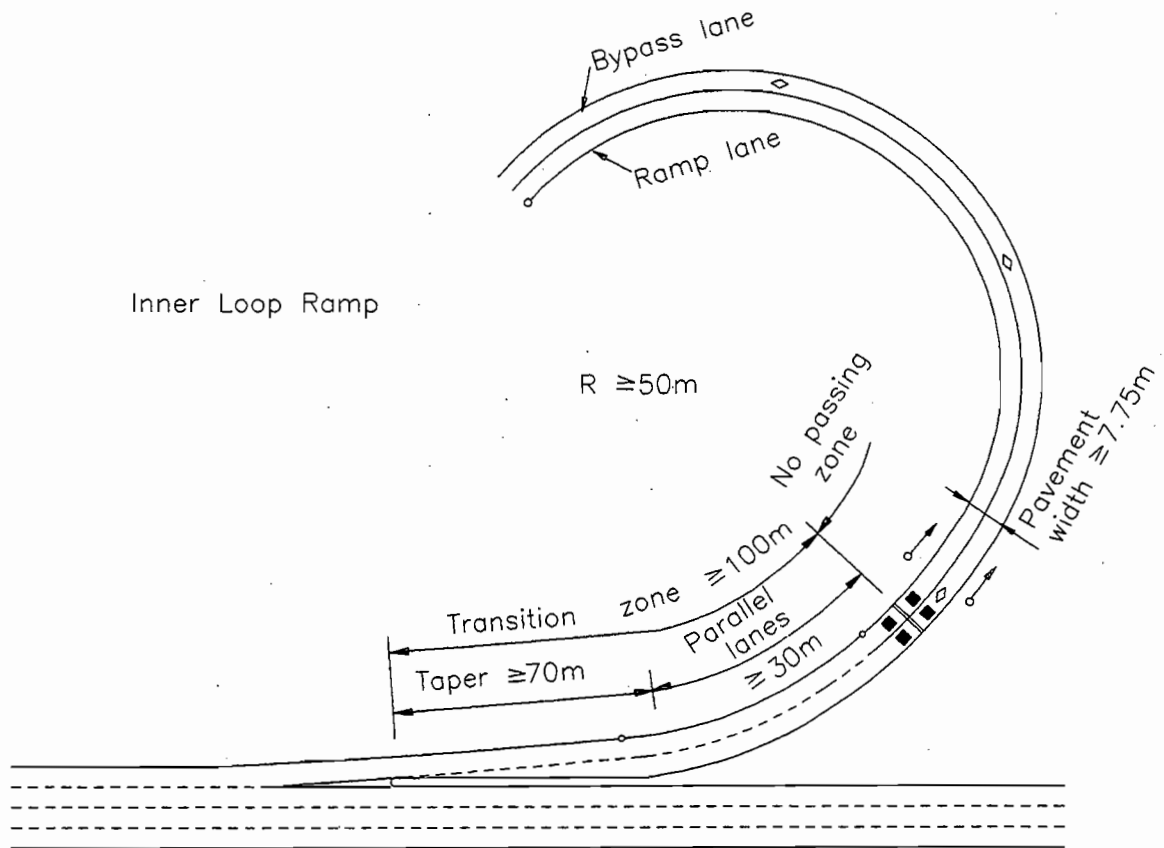 Bypass lane
Ramp lane
Inner Loop Ramp
R ≧50m
No passing
zone
Pavement
width ≧7.75m
Transition zone ≧100m
Parallel
lanes
≧30m
Taper ≧70m